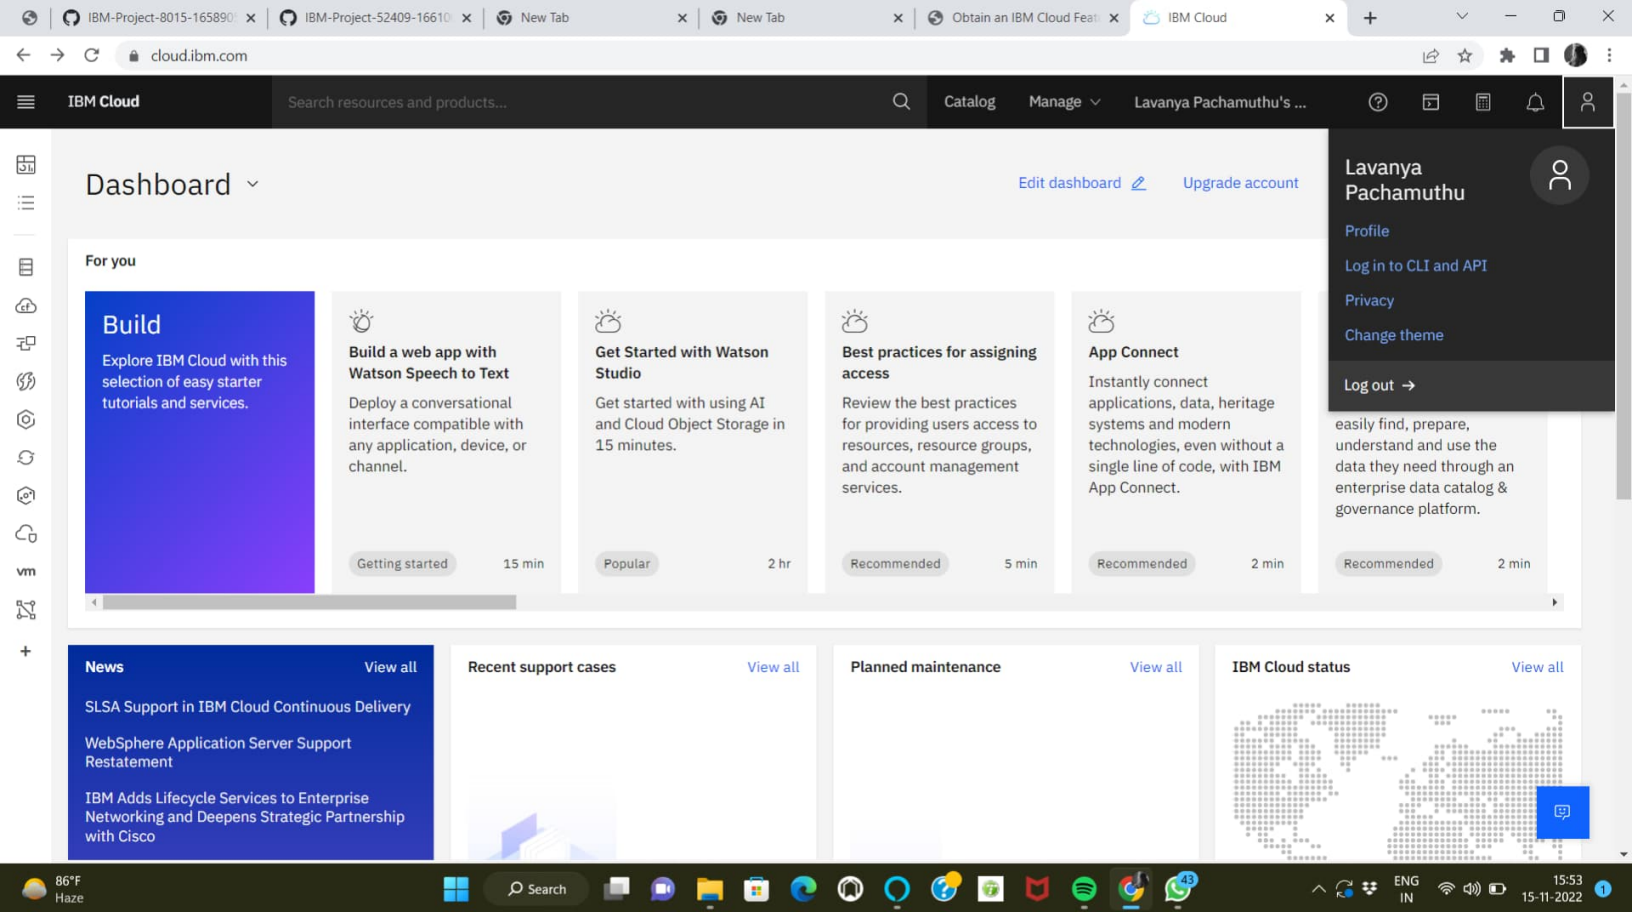 IBM-Project-8015-165890
IBM-Project-52409-16610
New Tab
New Tab
Obtain an IBM Cloud Feat
IBM Cloud
cloud.ibm.com
IBM Cloud
Search resources and products...
Catalog
Manage
Lavanya Pachamuthu's ...
Dashboard
Edit dashboard
Upgrade account
Lavanya
Pachamuthu
Profile
Log in to CLI and API
Privacy
Change theme
Log out →
For you
Build
Explore IBM Cloud with this
selection of easy starter
tutorials and services.
Build a web app with
Watson Speech to Text
Deploy a conversational
interface compatible with
any application, device, or
channel.
Getting started
15 min
Get Started with Watson
Studio
Get started with using AI
and Cloud Object Storage in
15 minutes.
Popular
2 hr
Best practices for assigning
access
Review the best practices
for providing users access to
resources, resource groups,
and account management
services.
Recommended
5 min
App Connect
Instantly connect
applications, data, heritage
systems and modern
technologies, even without a
single line of code, with IBM
App Connect.
Recommended
2 min
easily find, prepare,
understand and use the
data they need through an
enterprise data catalog &
governance platform.
Recommended
2 min
cf
vm
News
View all
SLSA Support in IBM Cloud Continuous Delivery
WebSphere Application Server Support
Restatement
IBM Adds Lifecycle Services to Enterprise
Networking and Deepens Strategic Partnership
with Cisco
Recent support cases
View all
Planned maintenance
View all
IBM Cloud status
View all
86°F
Haze
Search
43
ENG
IN
15:53
15-11-2022
1